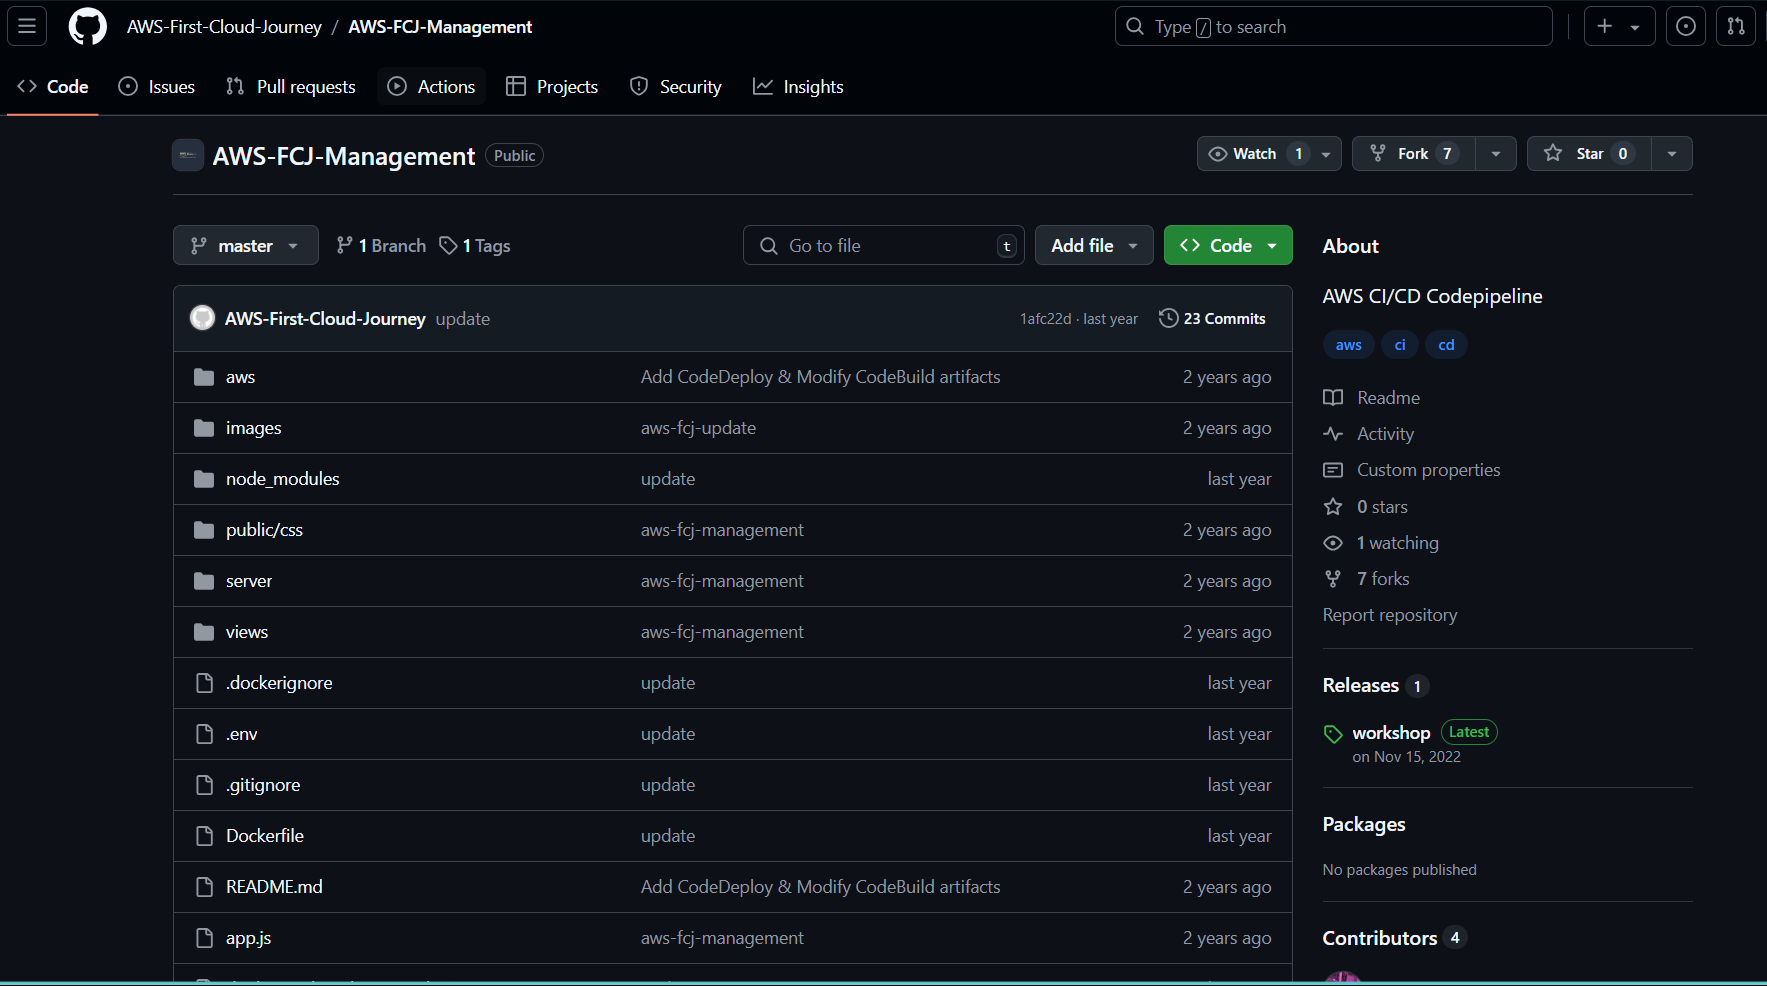 AWS-First-Cloud-Journey / AWS-FCJ-Management
Type / to search
Code Issues Pull requests Actions Projects Security Insights
AWS-FCJ-Management Public
Watch 1 Fork 7 Star 0
master 1 Branch 1 Tags Go to file t Add file Code
AWS-First-Cloud-Journey update 1afc22d · last year 23 Commits
aws Add CodeDeploy & Modify CodeBuild artifacts 2 years ago
images aws-fcj-update 2 years ago
node_modules update last year
public/css aws-fcj-management 2 years ago
server aws-fcj-management 2 years ago
views aws-fcj-management 2 years ago
.dockerignore update last year
.env update last year
.gitignore update last year
Dockerfile update last year
README.md Add CodeDeploy & Modify CodeBuild artifacts 2 years ago
app.js aws-fcj-management 2 years ago
About
AWS CI/CD Codepipeline
aws ci cd
Readme
Activity
Custom properties
0 stars
1 watching
7 forks
Report repository
Releases 1
workshop Latest
on Nov 15, 2022
Packages
No packages published
Contributors 4